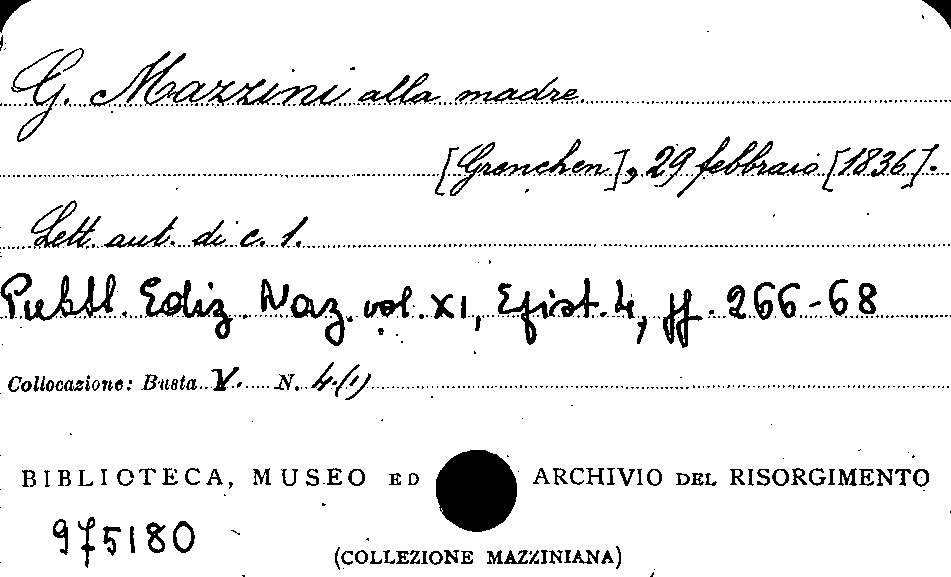 G. Mazzini alla madre
[Grenchen], 29 febbraio [1836].
Lett. aut. di c. 1.
Pubbl. Ediz. Naz. vol. XI, Epist. 4, pp. 266-68
Collocazione: Busta V. N. 4.(1)
BIBLIOTECA, MUSEO ED ARCHIVIO DEL RISORGIMENTO
975180
(COLLEZIONE MAZZINIANA)